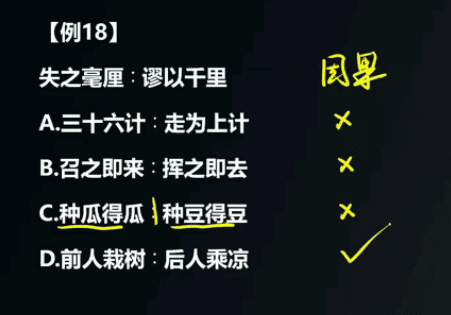 【例18】
失之毫厘：谬以千里 因果
A.三十六计：走为上计 ×
B.召之即来：挥之即去 ×
C.种瓜得瓜：种豆得豆 ×
D.前人栽树：后人乘凉 ✓